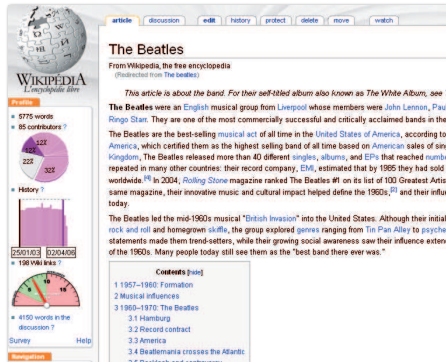 article discussion edit history protect delete move watch
WIKIPEDIA
L'encyclopédie libre
The Beatles
From Wikipedia, the free encyclopedia
(Redirected from The beatles)
This article is about the band. For their self-titled album also known as The White Album, see
The Beatles were an English musical group from Liverpool whose members were John Lennon, Pau
Ringo Starr. They are one of the most commercially successful and critically acclaimed bands in the
The Beatles are the best-selling musical act of all time in the United States of America, according to
America, which certified them as the highest selling band of all time based on American sales of sing
Kingdom, The Beatles released more than 40 different singles, albums, and EPs that reached numbe
repeated in many other countries: their record company, EMI, estimated that by 1985 they had sold
worldwide.[4] In 2004, Rolling Stone magazine ranked The Beatles #1 on its list of 100 Greatest Artis
same magazine, their innovative music and cultural impact helped define the 1960s,[2] and their influe
today.
The Beatles led the mid-1960s musical "British Invasion" into the United States. Although their initial
rock and roll and homegrown skiffle, the group explored genres ranging from Tin Pan Alley to psyche
statements made them trend-setters, while their growing social awareness saw their influence exten
of the 1960s. Many people today still see them as the "best band there ever was."
Contents [hide]
1 1957–1960: Formation
2 Musical influences
3 1960–1970: The Beatles
3.1 Hamburg
3.2 Record contract
3.3 America
3.4 Beatlemania crosses the Atlantic
Profile
5775 words
85 contributors ?
12%
12%
22%
32%
History ?
25/01/03 02/04/06
198 Wiki links ?
5 10 15
4150 words in the
discussion ?
Survey Help
Navigation